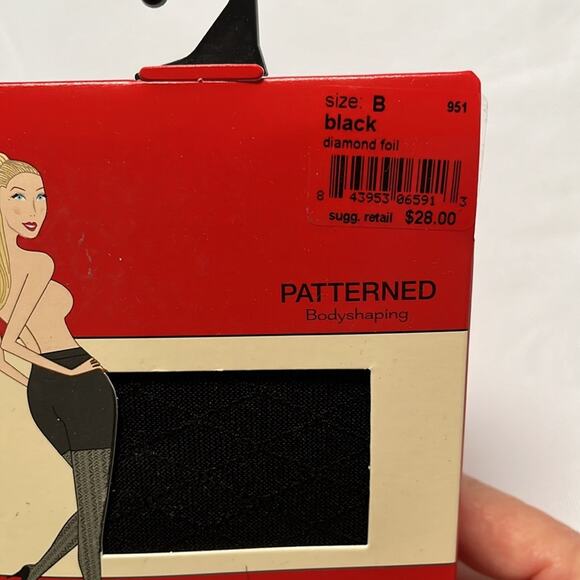 size: B 951
black
diamond foil
8 43953 06591 3
sugg. retail $28.00
PATTERNED
Bodyshaping